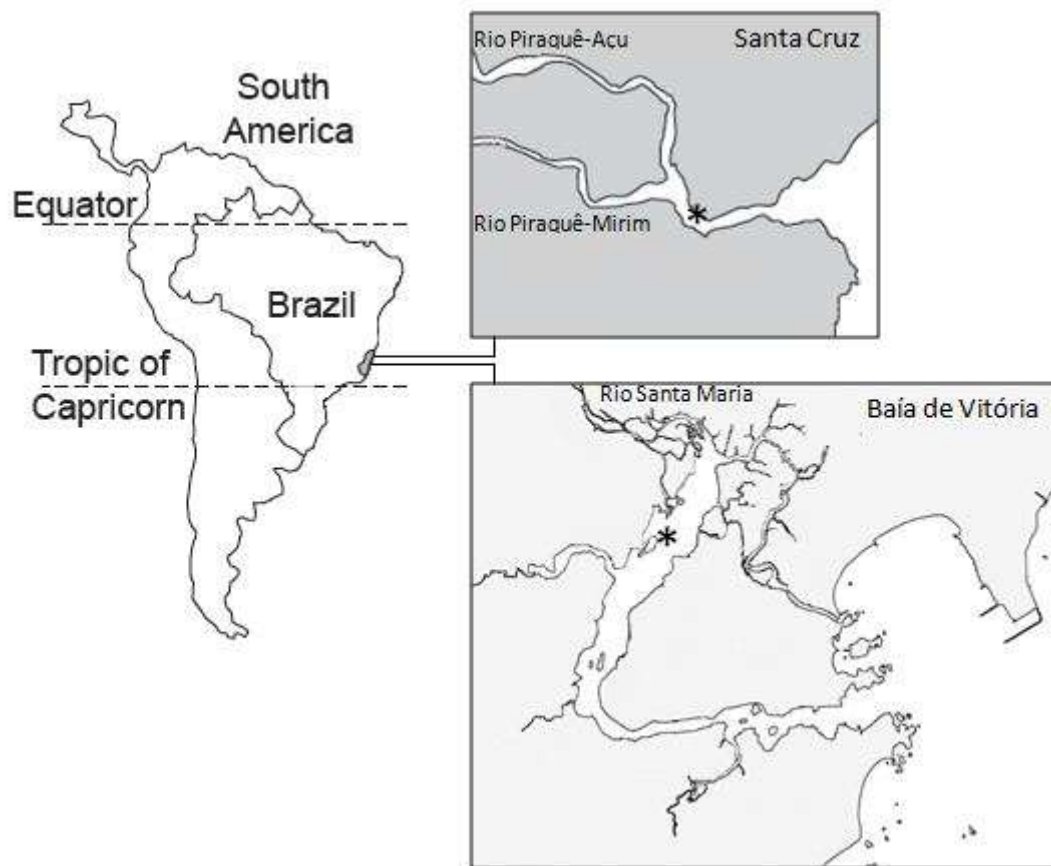 South
America
Equator
Brazil
Tropic of
Capricorn
Rio Piraquê-Açu
Santa Cruz
Rio Piraquê-Mirim
*
Rio Santa Maria
Baía de Vitória
*